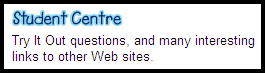 Student Centre
Try It Out questions, and many interesting
links to other Web sites.